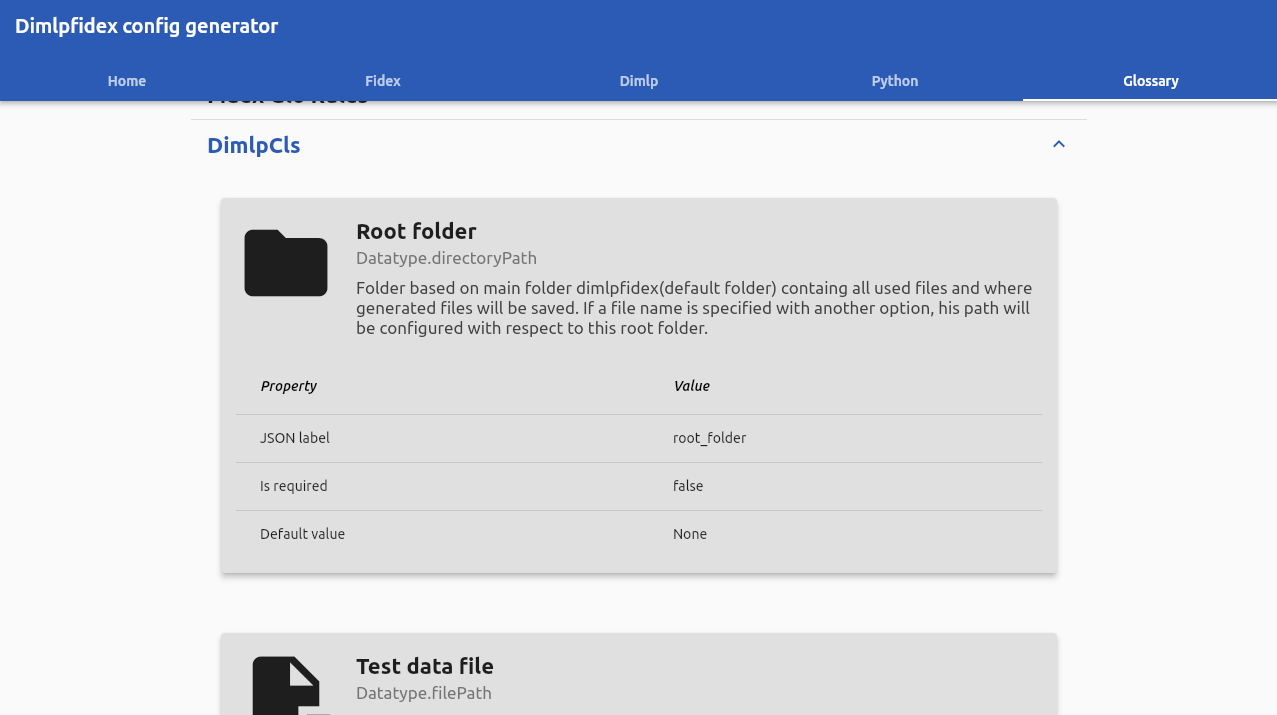 Dimlpfidex config generator
Home Fidex Dimlp Python Glossary
DimlpCls
Root folder
Datatype.directoryPath
Folder based on main folder dimlpfidex(default folder) containg all used files and where
generated files will be saved. If a file name is specified with another option, his path will
be configured with respect to this root folder.
Property Value
JSON label root_folder
Is required false
Default value None
Test data file
Datatype.filePath